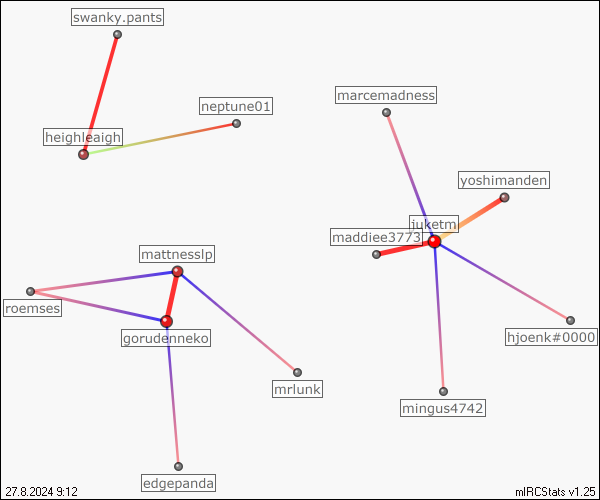 swanky.pants
marcemadness
neptune01
heighleaigh
yoshimanden
juketm
maddiee3773
mattnesslp
roemses
gorudenneko
hjoenk#0000
mrlunk
mingus4742
edgepanda
27.8.2024 9:12
mIRCStats v1.25